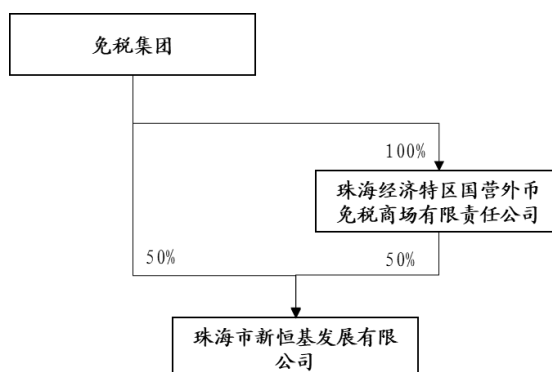 免税集团
100%
珠海经济特区国营外币
免税商场有限责任公司
50%
50%
珠海市新恒基发展有限
公司